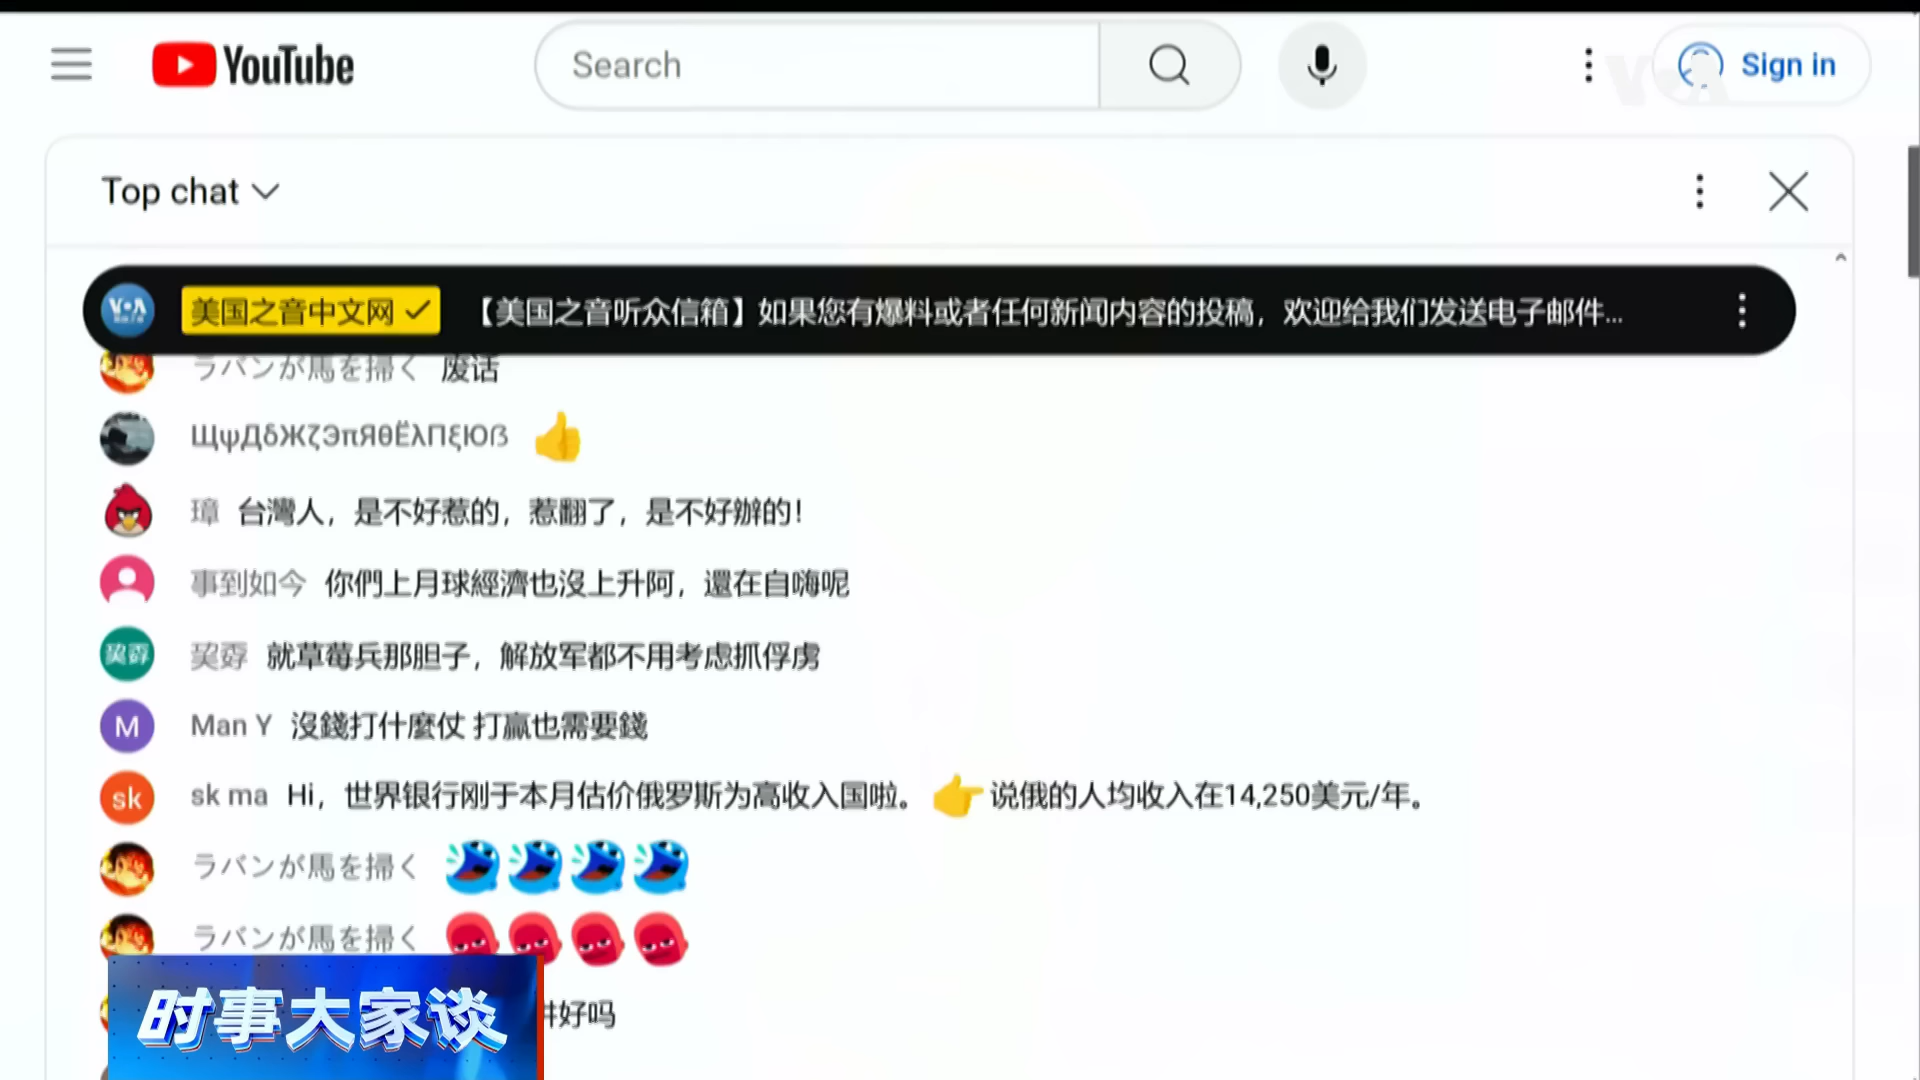 YouTube
Search
Sign in
VOA
Top chat
VOA
美国之音中文网 【美国之音听众信箱】如果您有爆料或者任何新闻内容的投稿，欢迎给我们发送电子邮件...
ラバンが馬を掃く 废话
ЩψДδЖζЭπЯθЁλΠξЮß 👍
璋 台灣人，是不好惹的，惹翻了，是不好辦的！
事到如今 你們上月球經濟也沒上升阿，還在自嗨呢
就草莓兵那胆子，解放军都不用考虑抓俘虏
M Man Y 沒錢打什麼仗 打贏也需要錢
sk sk ma Hi，世界银行刚于本月估价俄罗斯为高收入国啦。👉说俄的人均收入在14,250美元/年。
ラバンが馬を掃く
ラバンが馬を掃く
好吗
时事大家谈